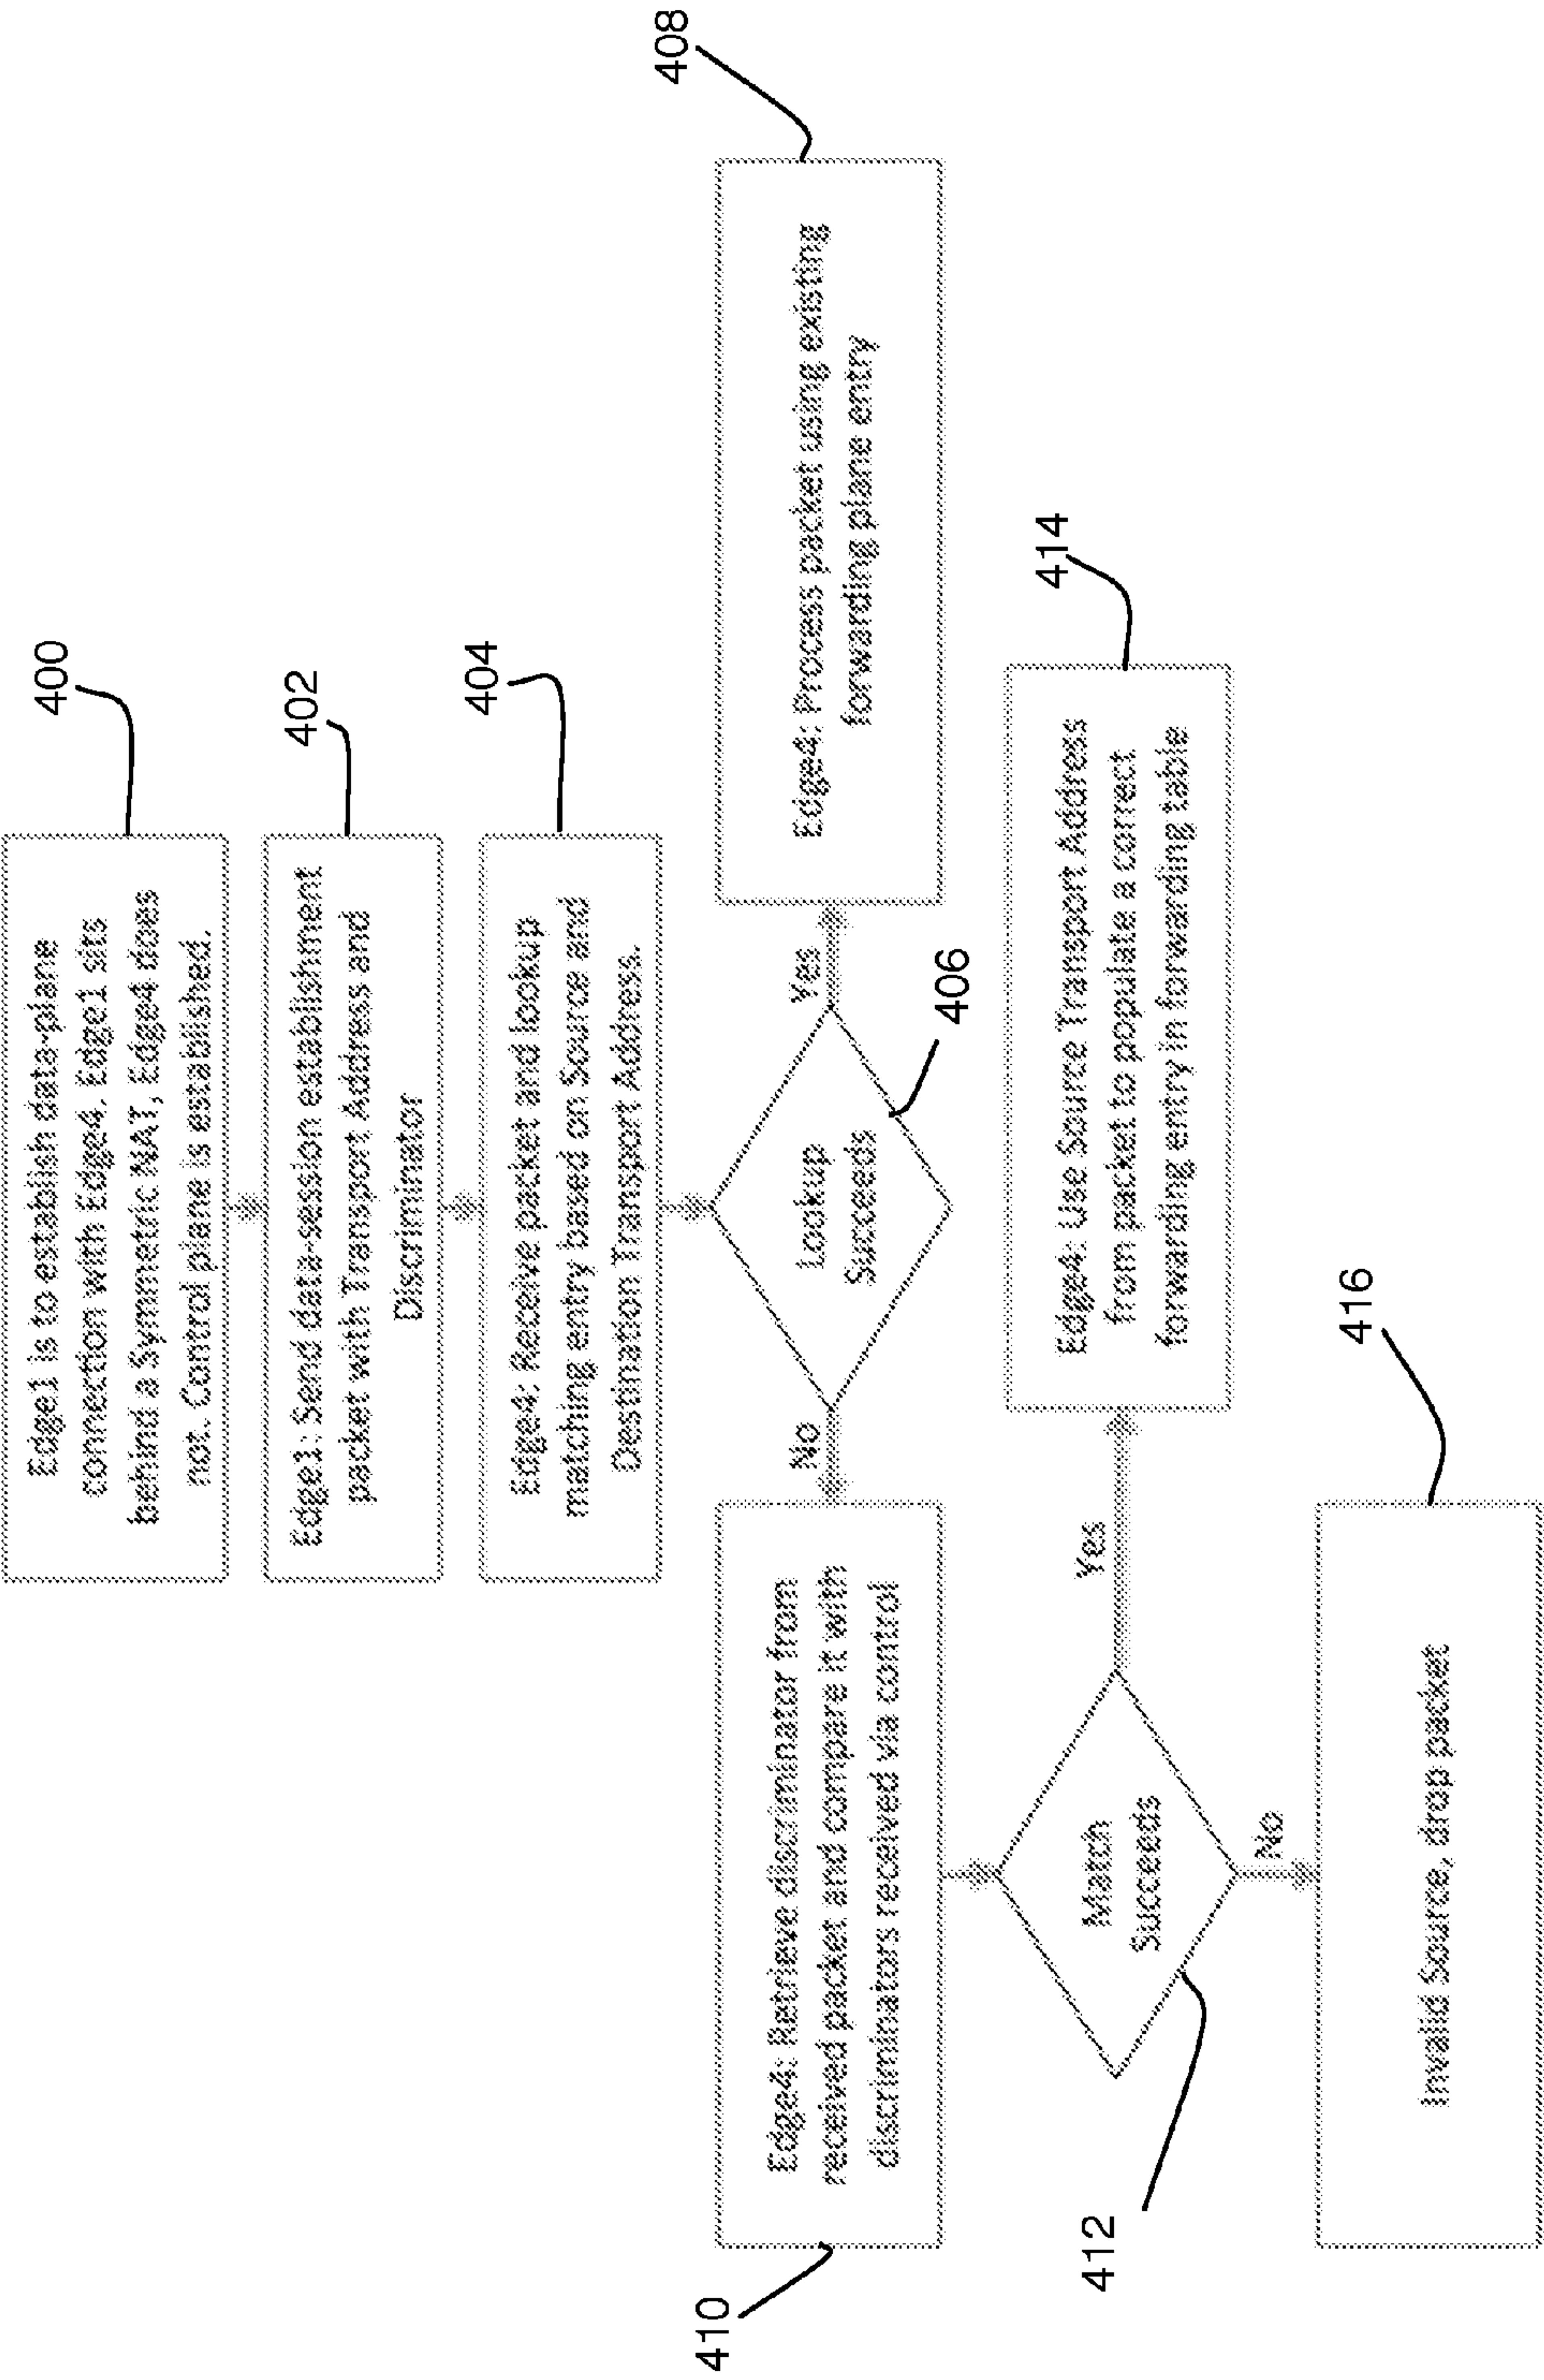 400
Edge1 is to establish data-plane
connection with Edge4. Edge1 sits
behind a Symmetric NAT, Edge4 does
not. Control plane is established.
402
Edge1: Send data-session establishment
packet with Transport Address and
Discriminator
404
Edge4: Receive packet and lookup
matching entry based on Source and
Destination Transport Address.
Lookup
Succeeds
406
Yes
No
408
Edge4: Process packet using existing
forwarding plane entry
410
Edge4: Retrieve discriminator from
received packet and compare it with
discriminators received via control
Match
Succeeds
412
Yes
No
414
Edge4: Use Source Transport Address
from packet to populate a correct
forwarding entry in forwarding table
416
Invalid Source, drop packet